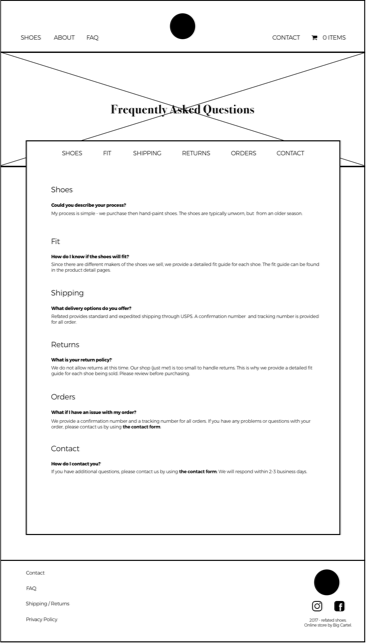 SHOES ABOUT FAQ CONTACT 0 ITEMS
Frequently Asked Questions
SHOES FIT SHIPPING RETURNS ORDERS CONTACT
Shoes
Could you describe your process?
My process is simple - we purchase then hand-paint shoes. The shoes are typically unworn, but from an older season.
Fit
How do I know if the shoes will fit?
Since there are different makers of the shoes we sell, we provide a detailed fit guide for each shoe. The fit guide can be found
in the product detail pages.
Shipping
What delivery options do you offer?
Refated provides standard and expedited shipping through USPS. A confirmation number and tracking number is provided
for all order.
Returns
What is your return policy?
We do not allow returns at this time. Our shop (just me!) is too small to handle returns. This is why we provide a detailed fit
guide for each shoe being sold. Please review before purchasing.
Orders
What if I have an issue with my order?
We provide a confirmation number and a tracking number for all orders. If you have any problems or questions with your
order, please contact us by using the contact form.
Contact
How do I contact you?
If you have additional questions, please contact us by using the contact form. We will respond within 2-3 business days.
Contact
FAQ
Shipping / Returns
Privacy Policy
2017 - refated shoes
Online store by Big Cartel